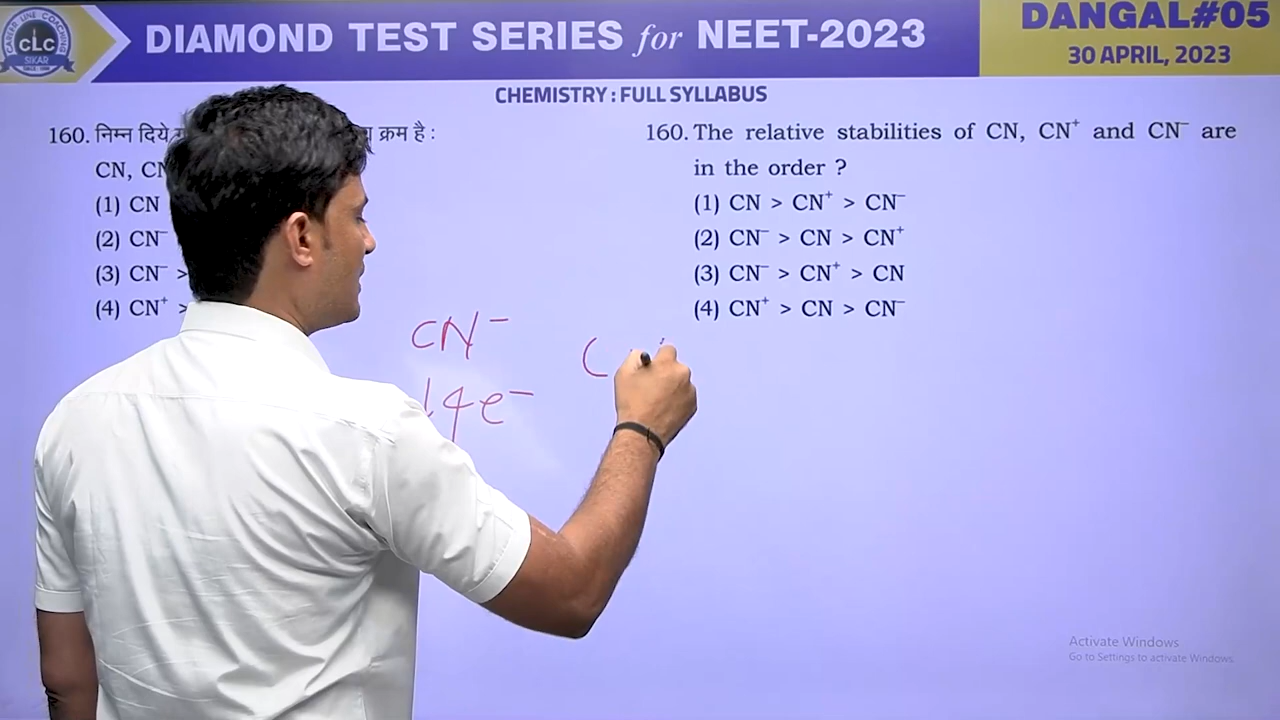 CAREER LINE COACHING
CLC
SIKAR
DIAMOND TEST SERIES for NEET-2023
DANGAL#05
30 APRIL, 2023
CHEMISTRY : FULL SYLLABUS
160. निम्न दिये क्रम है :
CN,
(1) CN
(2) CN⁻
(3) CN⁻ >
(4) CN⁺ >
160. The relative stabilities of CN, CN⁺ and CN⁻ are
in the order ?
(1) CN > CN⁺ > CN⁻
(2) CN⁻ > CN > CN⁺
(3) CN⁻ > CN⁺ > CN
(4) CN⁺ > CN > CN⁻
CN⁻
14e⁻
C
Activate Windows
Go to Settings to activate Windows.